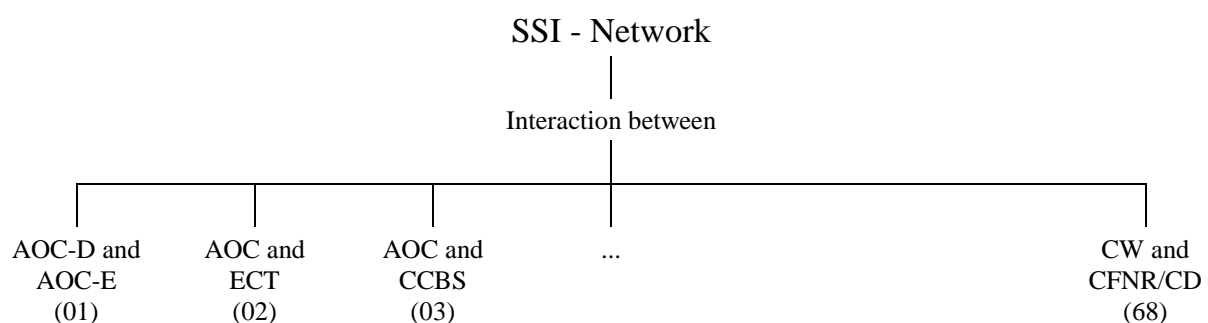 SSI - Network
Interaction between
AOC-D and
AOC-E
(01)
AOC and
ECT
(02)
AOC and
CCBS
(03)
...
CW and
CFNR/CD
(68)